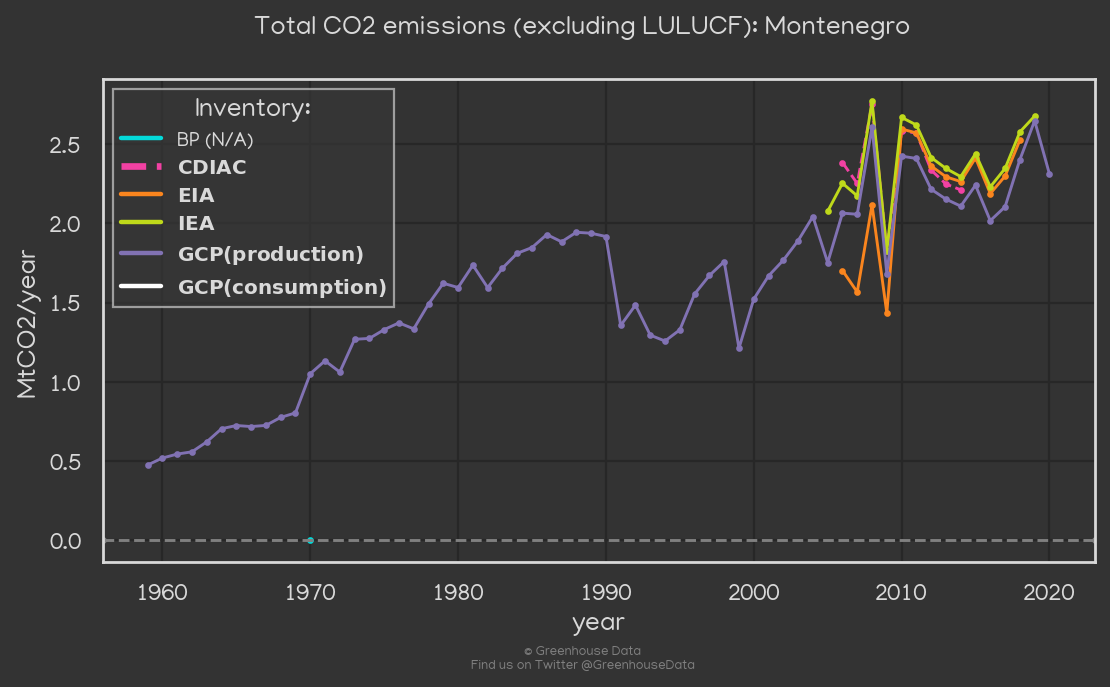 Total CO2 emissions (excluding LULUCF): Montenegro
Inventory:
BP (N/A)
CDIAC
EIA
IEA
GCP(production)
GCP(consumption)
MtCO2/year
2.5
2.0
1.5
1.0
0.5
0.0
1960 1970 1980 1990 2000 2010 2020
year
© Greenhouse Data
Find us on Twitter @GreenhouseData